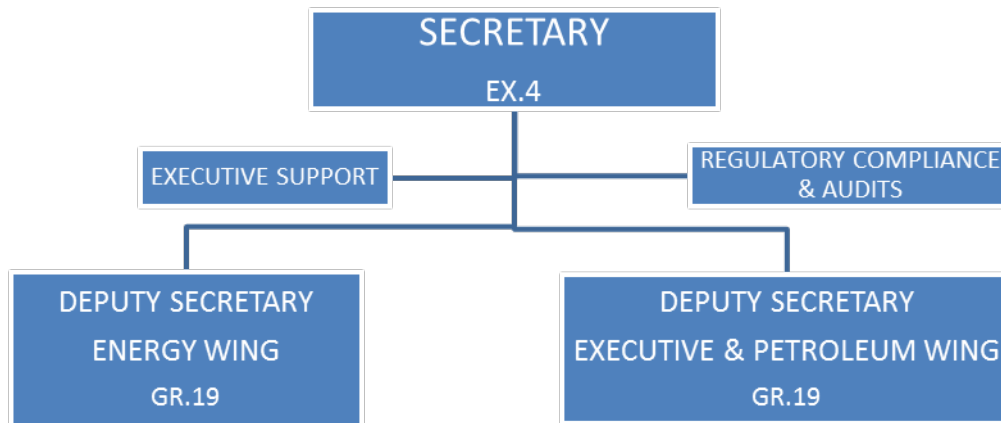 SECRETARY
EX.4
EXECUTIVE SUPPORT
REGULATORY COMPLIANCE
& AUDITS
DEPUTY SECRETARY
ENERGY WING
GR.19
DEPUTY SECRETARY
EXECUTIVE & PETROLEUM WING
GR.19